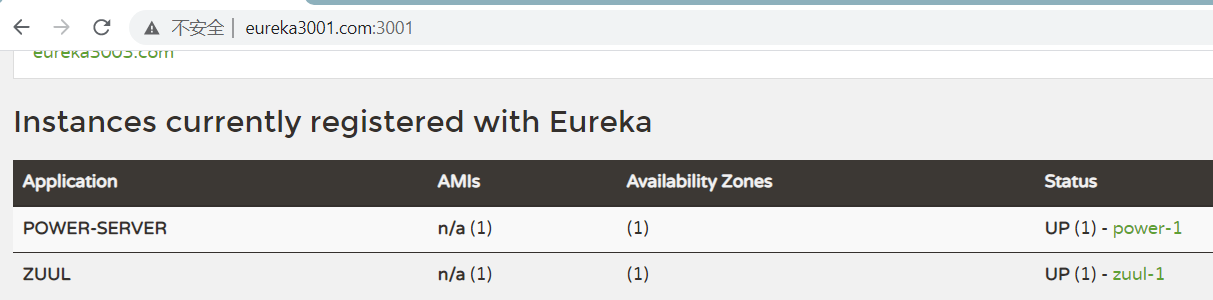 不安全 | eureka3001.com:3001
eureka3003.com
Instances currently registered with Eureka
Application AMIs Availability Zones Status
POWER-SERVER n/a (1) (1) UP (1) - power-1
ZUUL n/a (1) (1) UP (1) - zuul-1